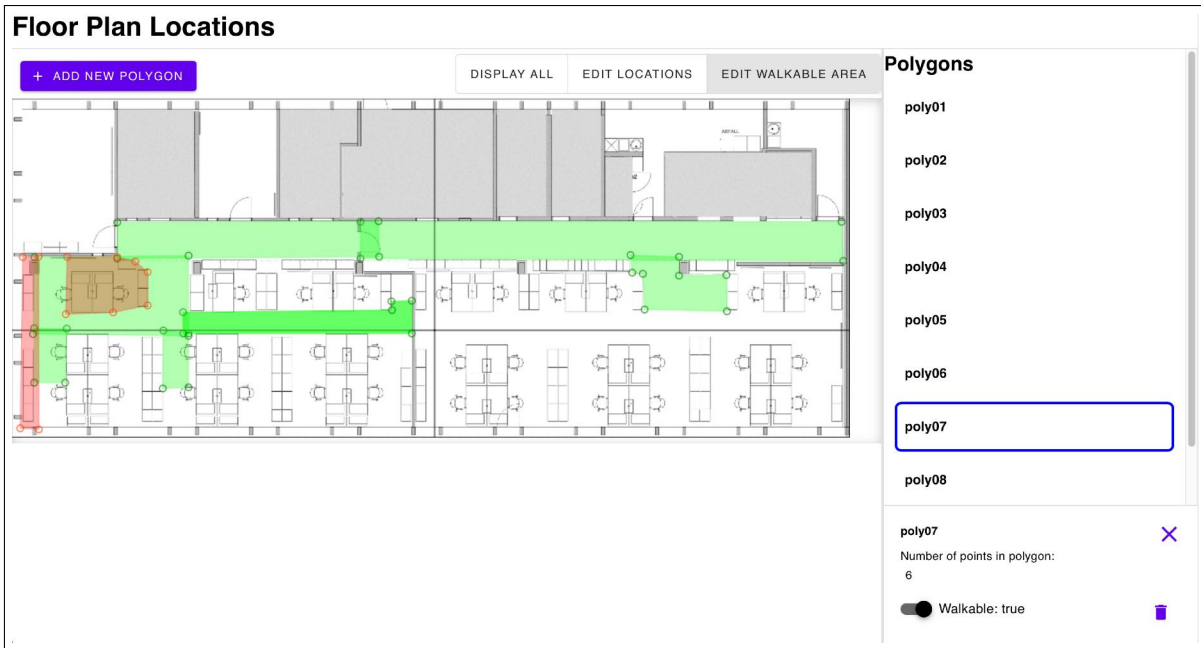 Floor Plan Locations
+ ADD NEW POLYGON
DISPLAY ALL
EDIT LOCATIONS
EDIT WALKABLE AREA
Polygons
poly01
poly02
poly03
poly04
poly05
poly06
poly07
poly08
poly07
Number of points in polygon:
6
Walkable: true